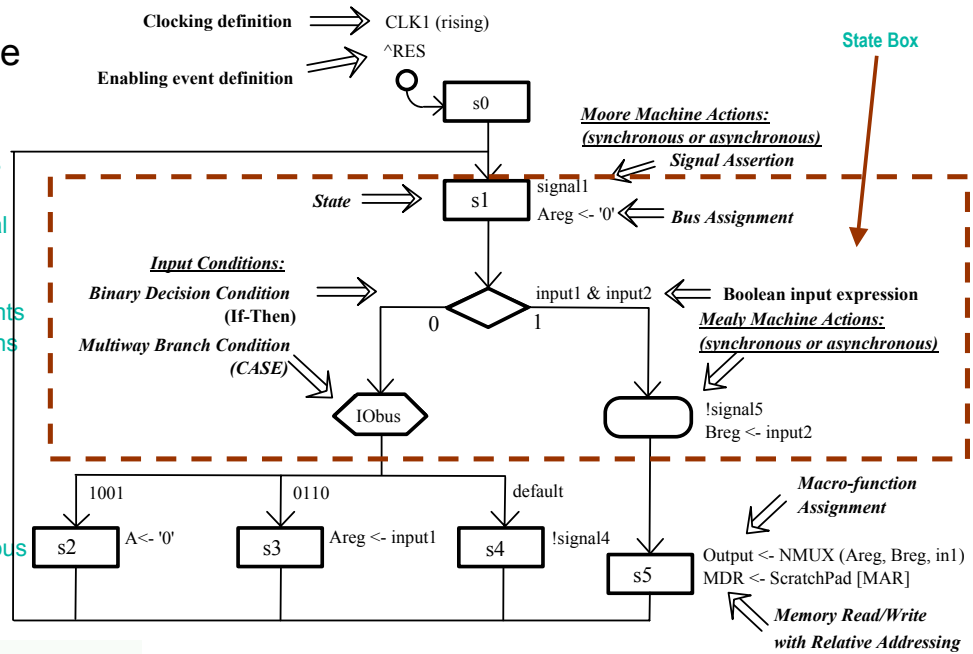 Clocking definition
CLK1 (rising)
^RES
Enabling event definition
State Box
s0
Moore Machine Actions:
(synchronous or asynchronous)
Signal Assertion
State
s1
signal1
Areg <- '0'
Bus Assignment
Input Conditions:
Binary Decision Condition
(If-Then)
input1 & input2
Boolean input expression
0
1
Mealy Machine Actions:
(synchronous or asynchronous)
Multiway Branch Condition
(CASE)
IObus
!signal5
Breg <- input2
1001
0110
default
Macro-function
Assignment
s2
A<- '0'
s3
Areg <- input1
s4
!signal4
s5
Output <- NMUX (Areg, Breg, in1)
MDR <- ScratchPad [MAR]
Memory Read/Write
with Relative Addressing